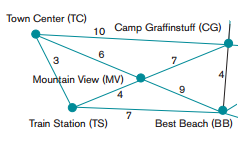 Town Center (TC)
10
Camp Graffinstuff (CG)
6
3
7
Mountain View (MV)
4
4
9
7
Train Station (TS)
Best Beach (BB)